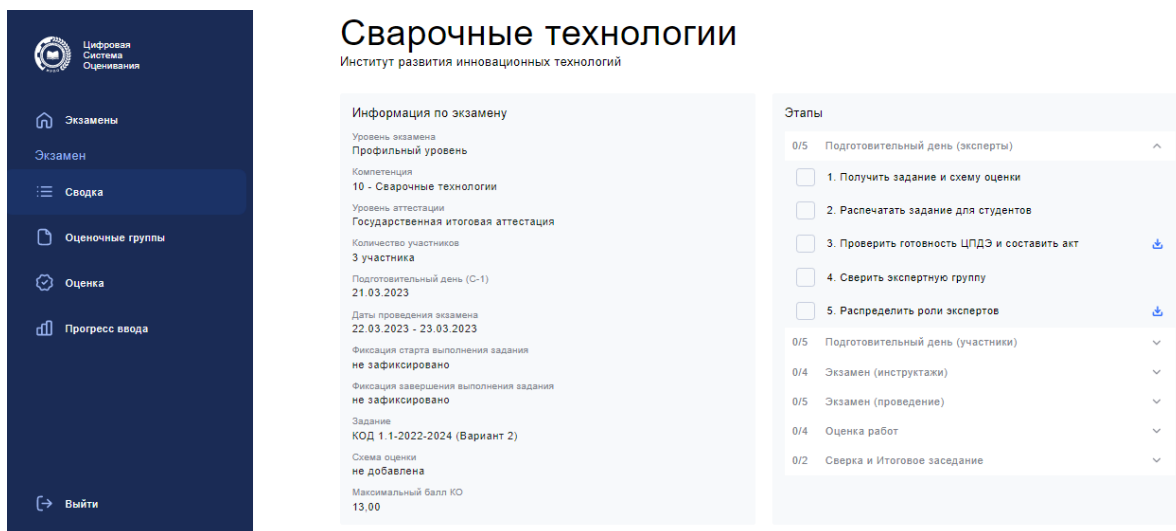 Цифровая
Система
Оценивания
Экзамены
Экзамен
Сводка
Оценочные группы
Оценка
Прогресс ввода
Выйти
Сварочные технологии
Институт развития инновационных технологий
Информация по экзамену
Уровень экзамена
Профильный уровень
Компетенция
10 - Сварочные технологии
Уровень аттестации
Государственная итоговая аттестация
Количество участников
3 участника
Подготовительный день (С-1)
21.03.2023
Даты проведения экзамена
22.03.2023 - 23.03.2023
Фиксация старта выполнения задания
не зафиксировано
Фиксация завершения выполнения задания
не зафиксировано
Задание
КОД 1.1-2022-2024 (Вариант 2)
Схема оценки
не добавлена
Максимальный балл КО
13,00
Этапы
0/5 Подготовительный день (эксперты)
1. Получить задание и схему оценки
2. Распечатать задание для студентов
3. Проверить готовность ЦПДЭ и составить акт
4. Сверить экспертную группу
5. Распределить роли экспертов
0/5 Подготовительный день (участники)
0/4 Экзамен (инструктажи)
0/5 Экзамен (проведение)
0/4 Оценка работ
0/2 Сверка и Итоговое заседание